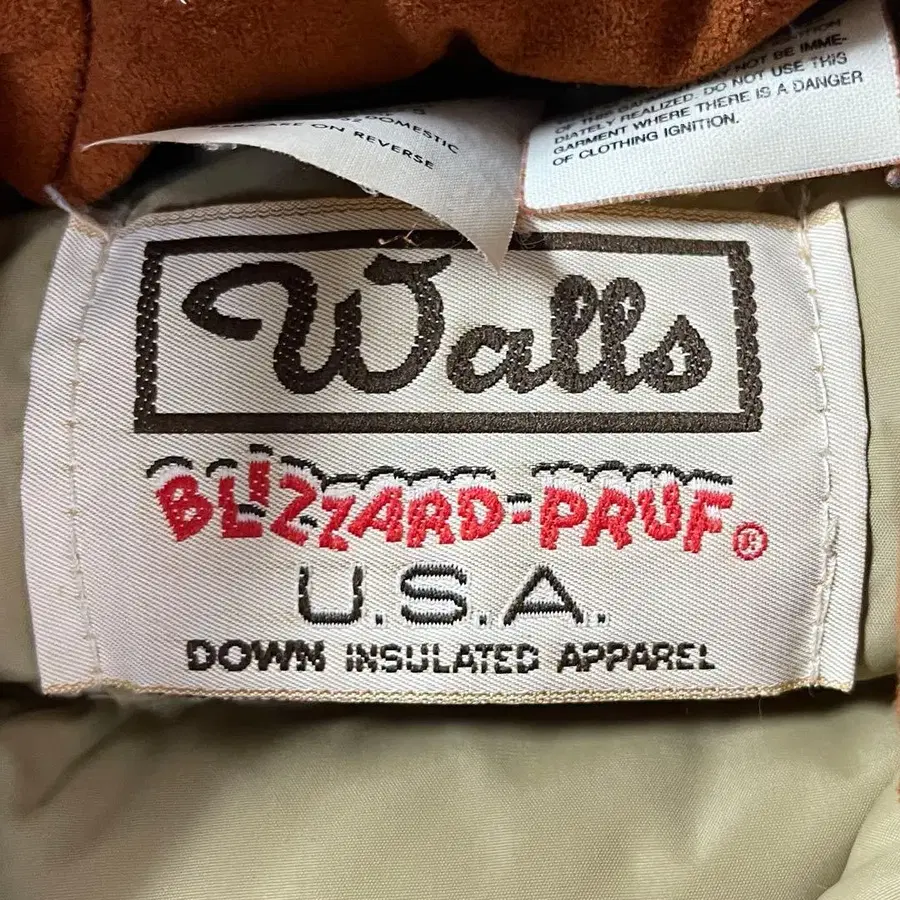 NOT BE IMME-
DIATELY REALIZED. DO NOT USE THIS
GARMENT WHERE THERE IS A DANGER
OF CLOTHING IGNITION.
DOMESTIC
ARE ON REVERSE
Walls
BLIZZARD-PRUF®
U.S.A.
DOWN INSULATED APPAREL